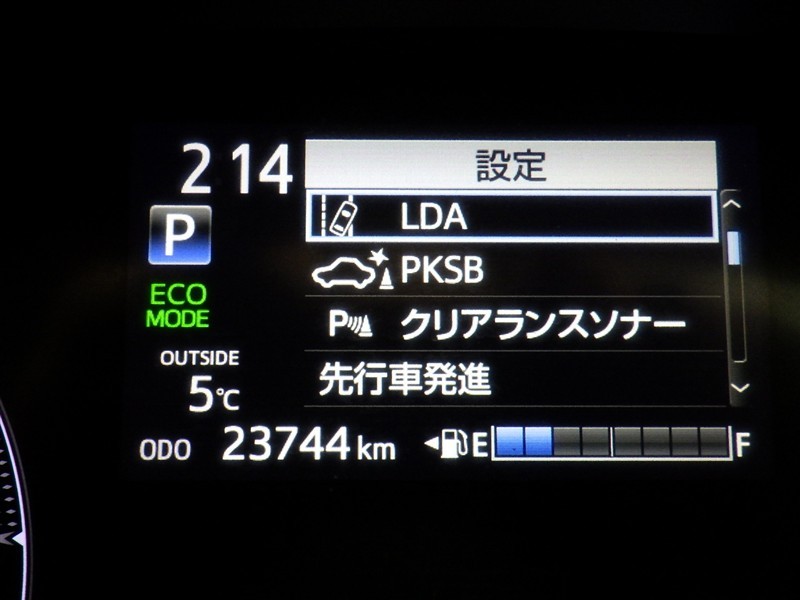 2 14
設定
P
LDA
PKSB
ECO
MODE
P クリアランスソナー
OUTSIDE
5℃
先行車発進
ODO 23744 km
E F